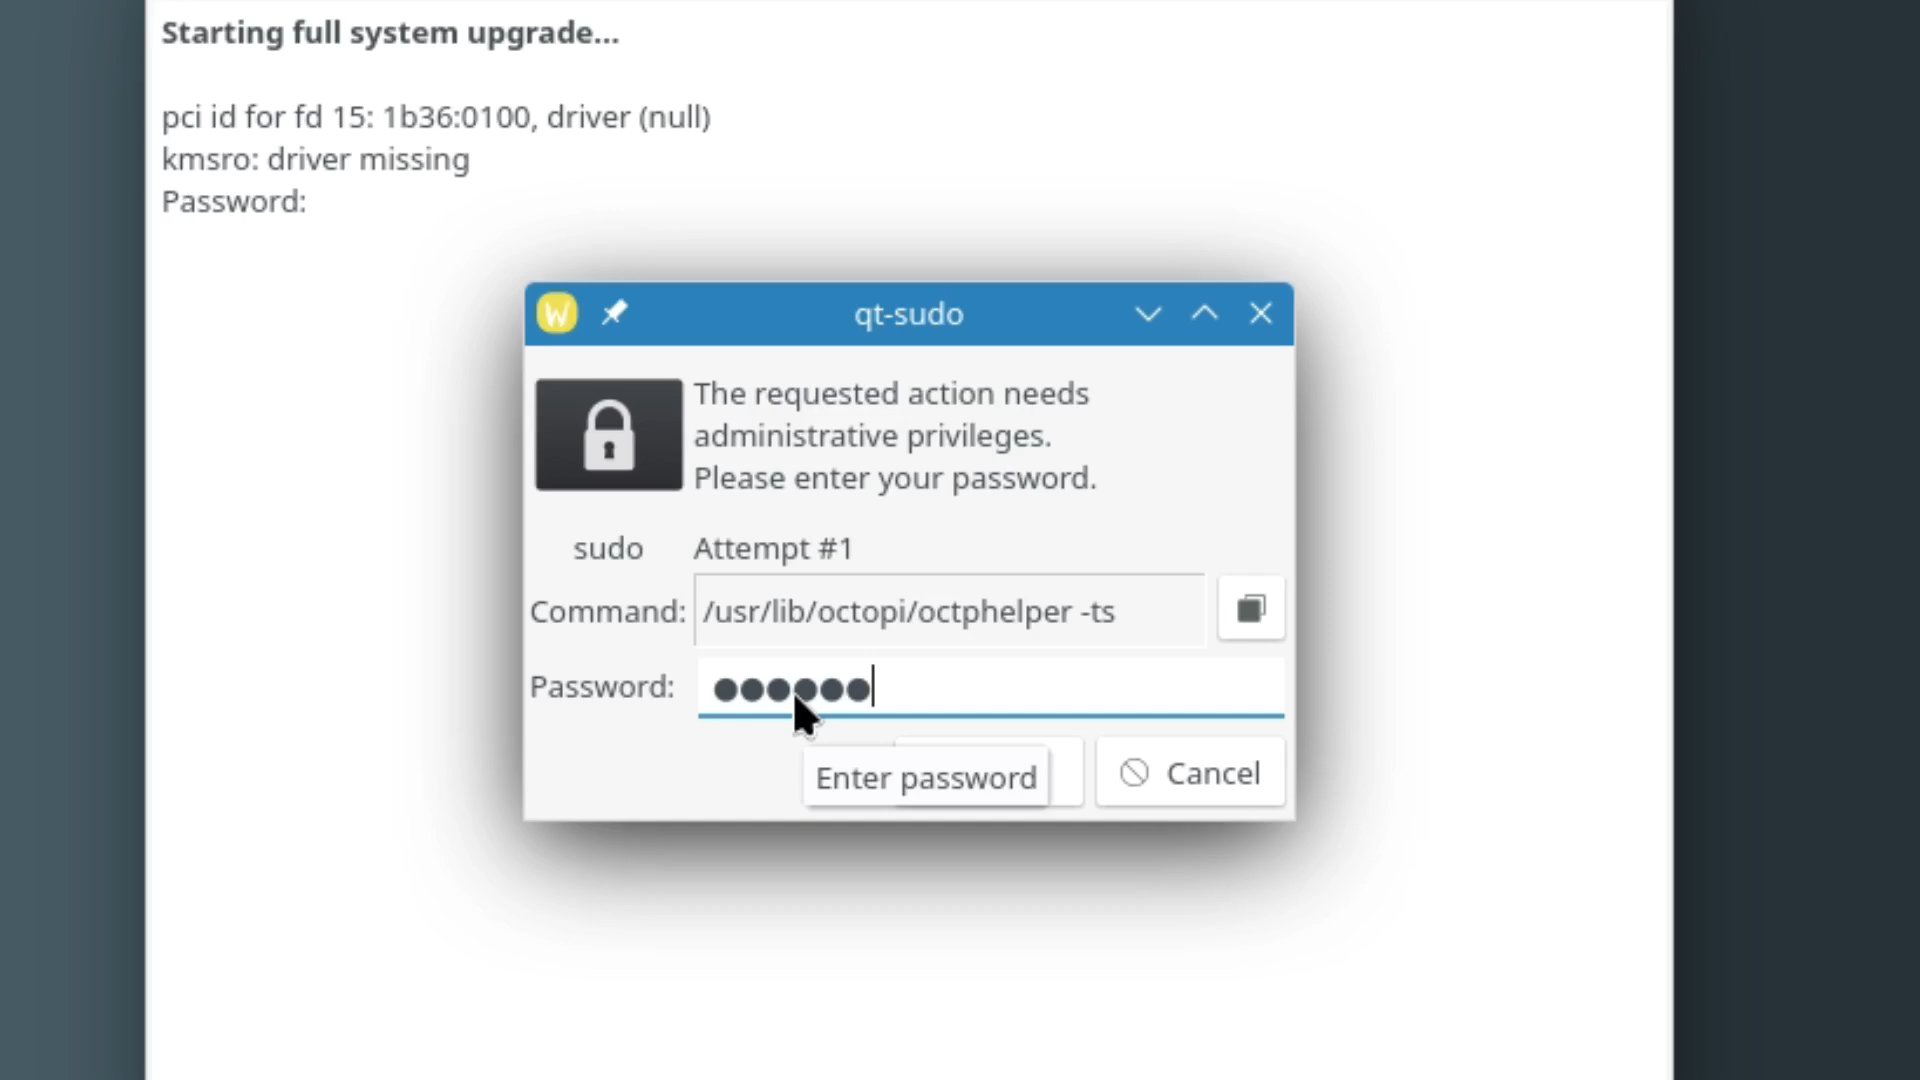 Starting full system upgrade...
pci id for fd 15: 1b36:0100, driver (null)
kmsro: driver missing
Password:
W
qt-sudo
The requested action needs
administrative privileges.
Please enter your password.
sudo Attempt #1
Command: /usr/lib/octopi/octphelper -ts
Password: ●●●●●●
Enter password
Cancel